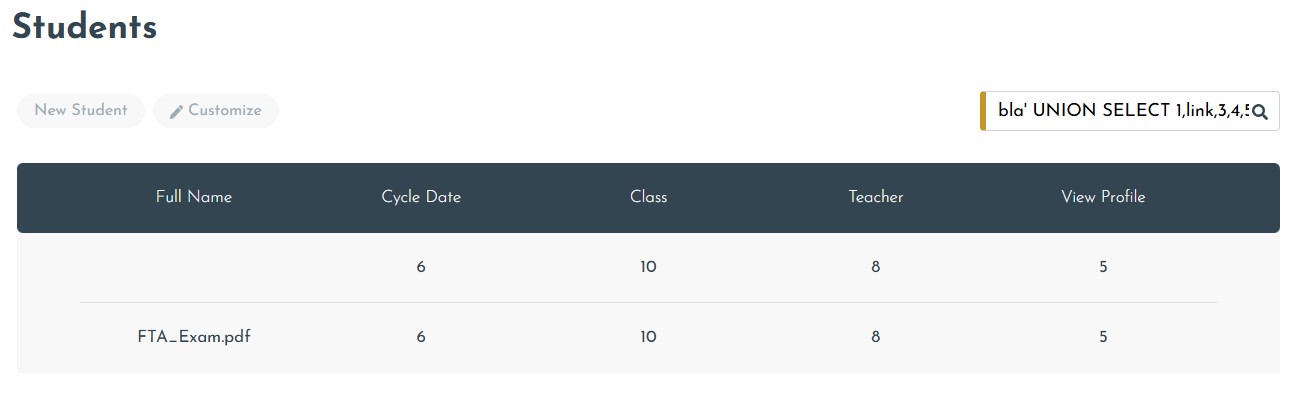 Students
New Student Customize bla' UNION SELECT 1,link,3,4,5
Full Name Cycle Date Class Teacher View Profile
6 10 8 5
FTA_Exam.pdf 6 10 8 5